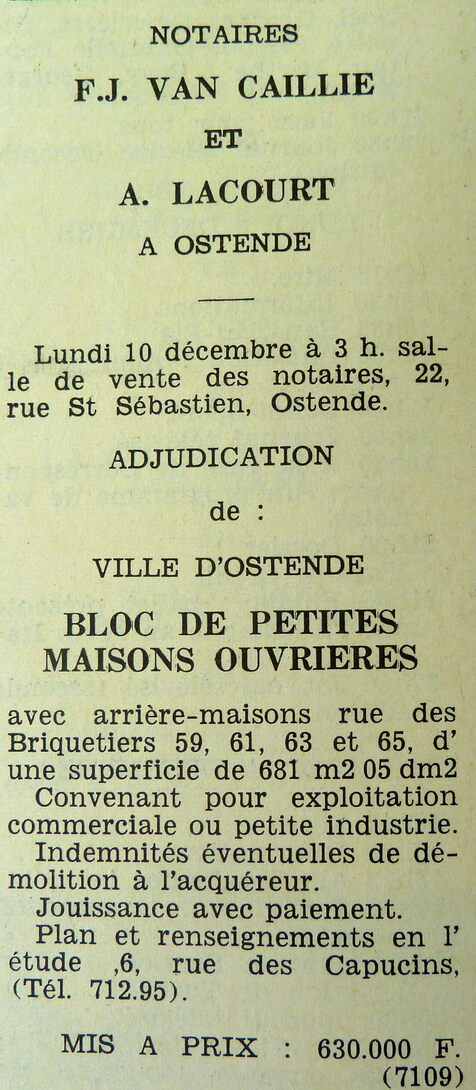 NOTAIRES
F.J. VAN CAILLIE
ET
A. LACOURT
A OSTENDE
Lundi 10 décembre à 3 h. sal-
le de vente des notaires, 22,
rue St Sébastien, Ostende.
ADJUDICATION
de :
VILLE D'OSTENDE
BLOC DE PETITES
MAISONS OUVRIERES
avec arrière-maisons rue des
Briquetiers 59, 61, 63 et 65, d'
une superficie de 681 m2 05 dm2
Convenant pour exploitation
commerciale ou petite industrie.
Indemnités éventuelles de dé-
molition à l'acquéreur.
Jouissance avec paiement.
Plan et renseignements en l'
étude ,6, rue des Capucins,
(Tél. 712.95).
MIS A PRIX : 630.000 F.
(7109)